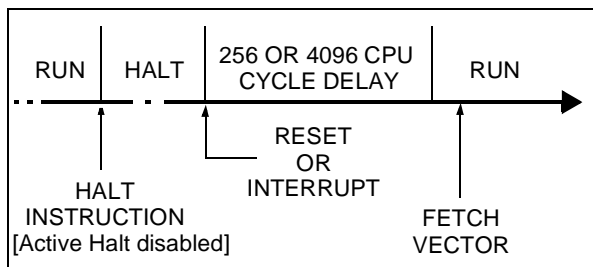 RUN
HALT
256 OR 4096 CPU
CYCLE DELAY
RUN
HALT
INSTRUCTION
[Active Halt disabled]
RESET
OR
INTERRUPT
FETCH
VECTOR